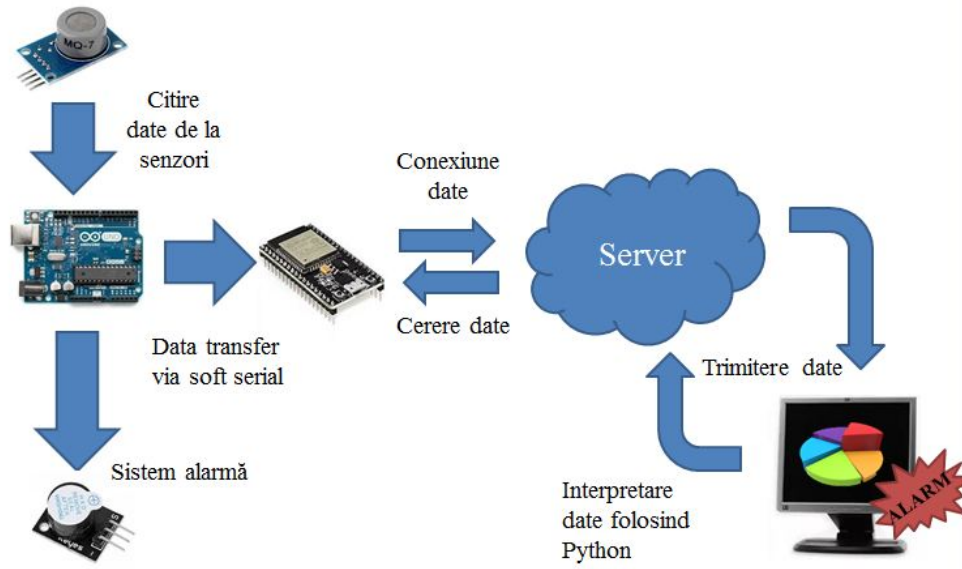 MQ-7
Citire
date de la
senzori
Conexiune
date
Server
Cerere date
Data transfer
via soft serial
Trimitere date
Sistem alarmă
Interpretare
date folosind
Python
ALARM